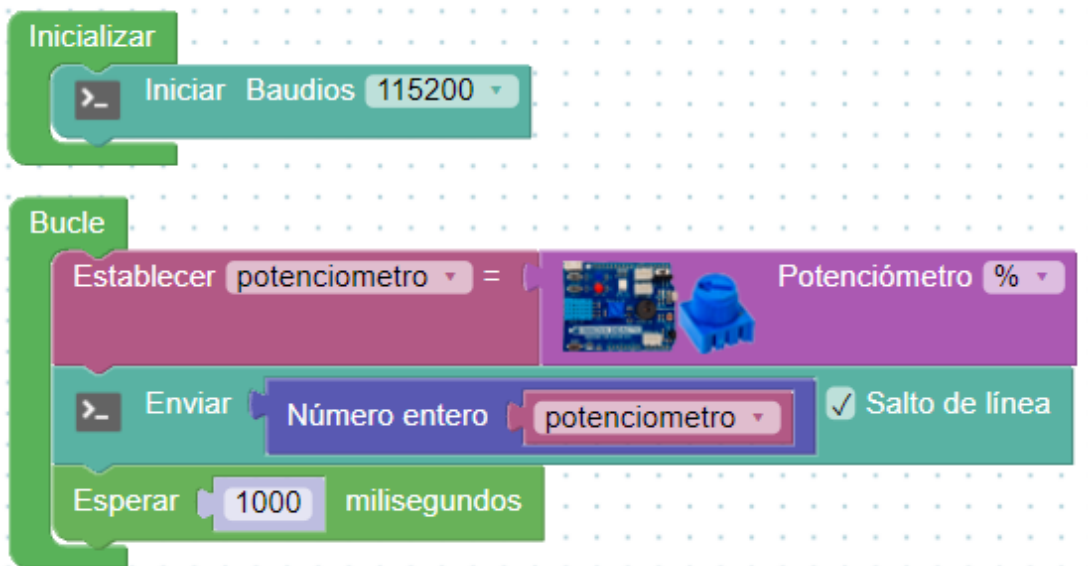 Inicializar
>_ Iniciar Baudios 115200
Bucle
Establecer potenciometro = Potenciómetro %
>_ Enviar Número entero potenciometro Salto de línea
Esperar 1000 milisegundos